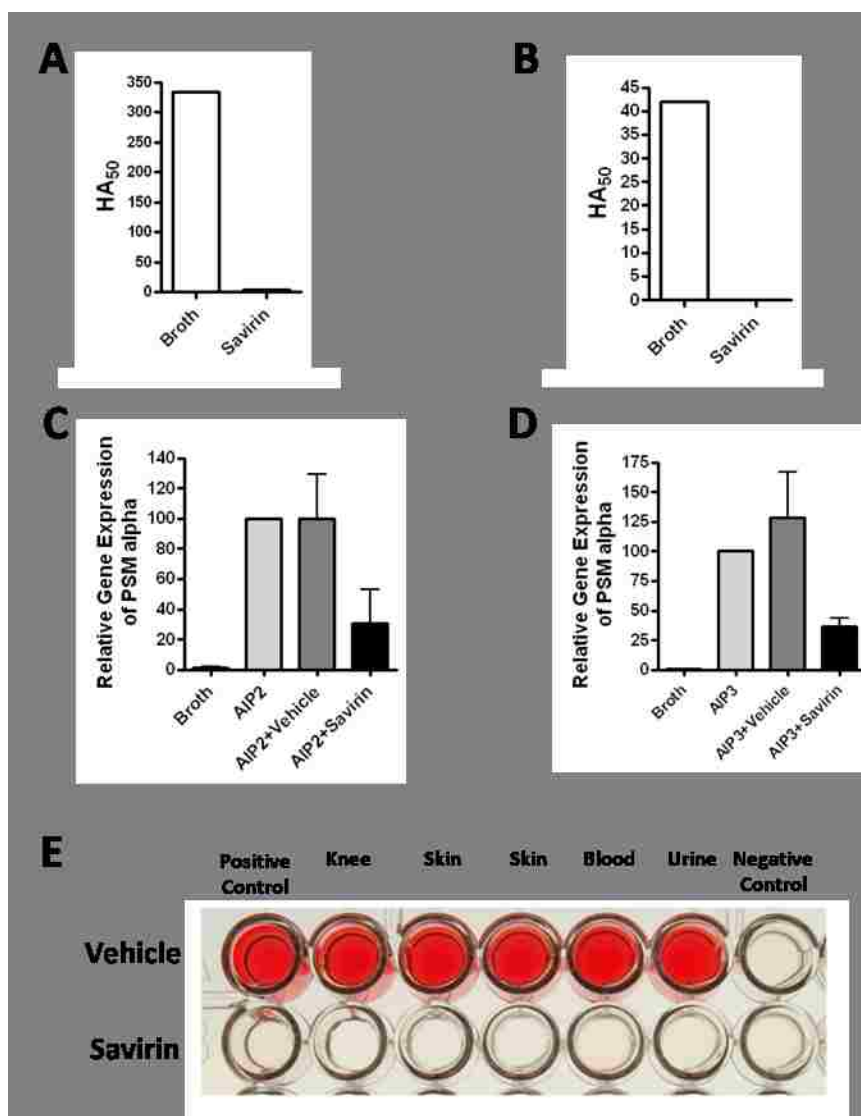 A
HA50
350
300
250
200
150
100
50
0
Broth
Savirin
B
HA50
45
40
35
30
25
20
15
10
5
0
Broth
Savirin
C
Relative Gene Expression
of PSM alpha
140
120
100
80
60
40
20
0
Broth
AIP2
AIP2+Vehicle
AIP2+Savirin
D
Relative Gene Expression
of PSM alpha
175
150
125
100
75
50
25
0
Broth
AIP3
AIP3+Vehicle
AIP3+Savirin
E
Positive
Control
Knee
Skin
Skin
Blood
Urine
Negative
Control
Vehicle
Savirin